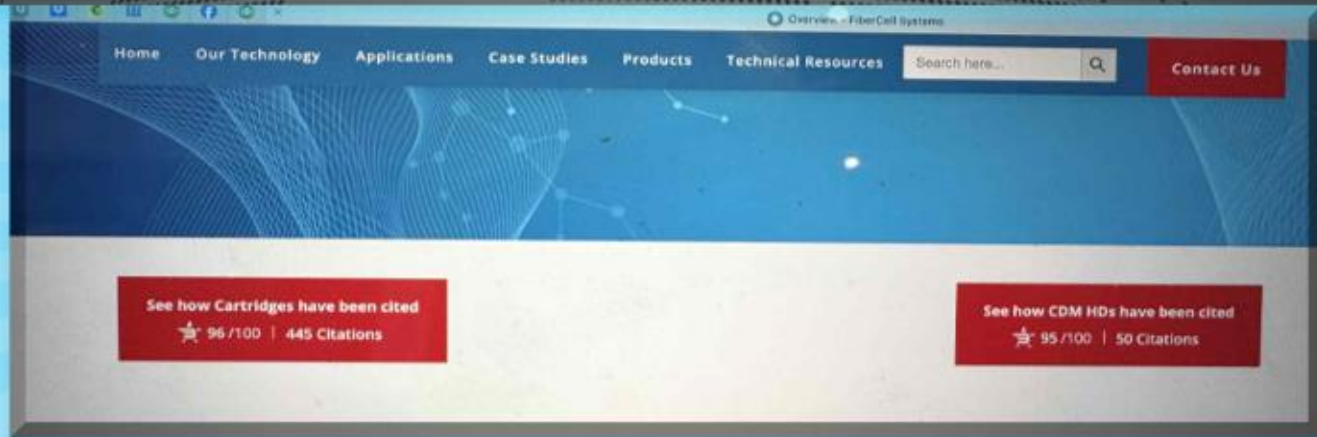 Overview - FiberCell Systems
Home Our Technology Applications Case Studies Products Technical Resources Search here... Contact Us
See how Cartridges have been cited
96/100 | 445 Citations
See how CDM HDs have been cited
95/100 | 50 Citations